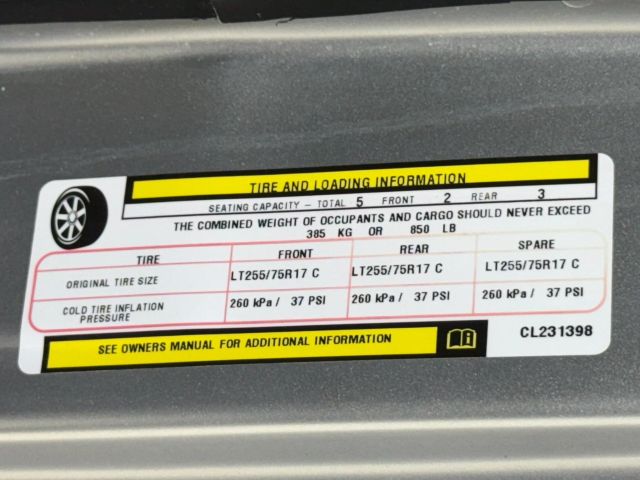 TIRE AND LOADING INFORMATION
SEATING CAPACITY - TOTAL 5 FRONT 2 REAR 3
THE COMBINED WEIGHT OF OCCUPANTS AND CARGO SHOULD NEVER EXCEED
385 KG OR 850 LB
TIRE FRONT REAR SPARE
ORIGINAL TIRE SIZE LT255/75R17 C LT255/75R17 C LT255/75R17 C
COLD TIRE INFLATION PRESSURE 260 kPa / 37 PSI 260 kPa / 37 PSI 260 kPa / 37 PSI
SEE OWNERS MANUAL FOR ADDITIONAL INFORMATION
CL231398